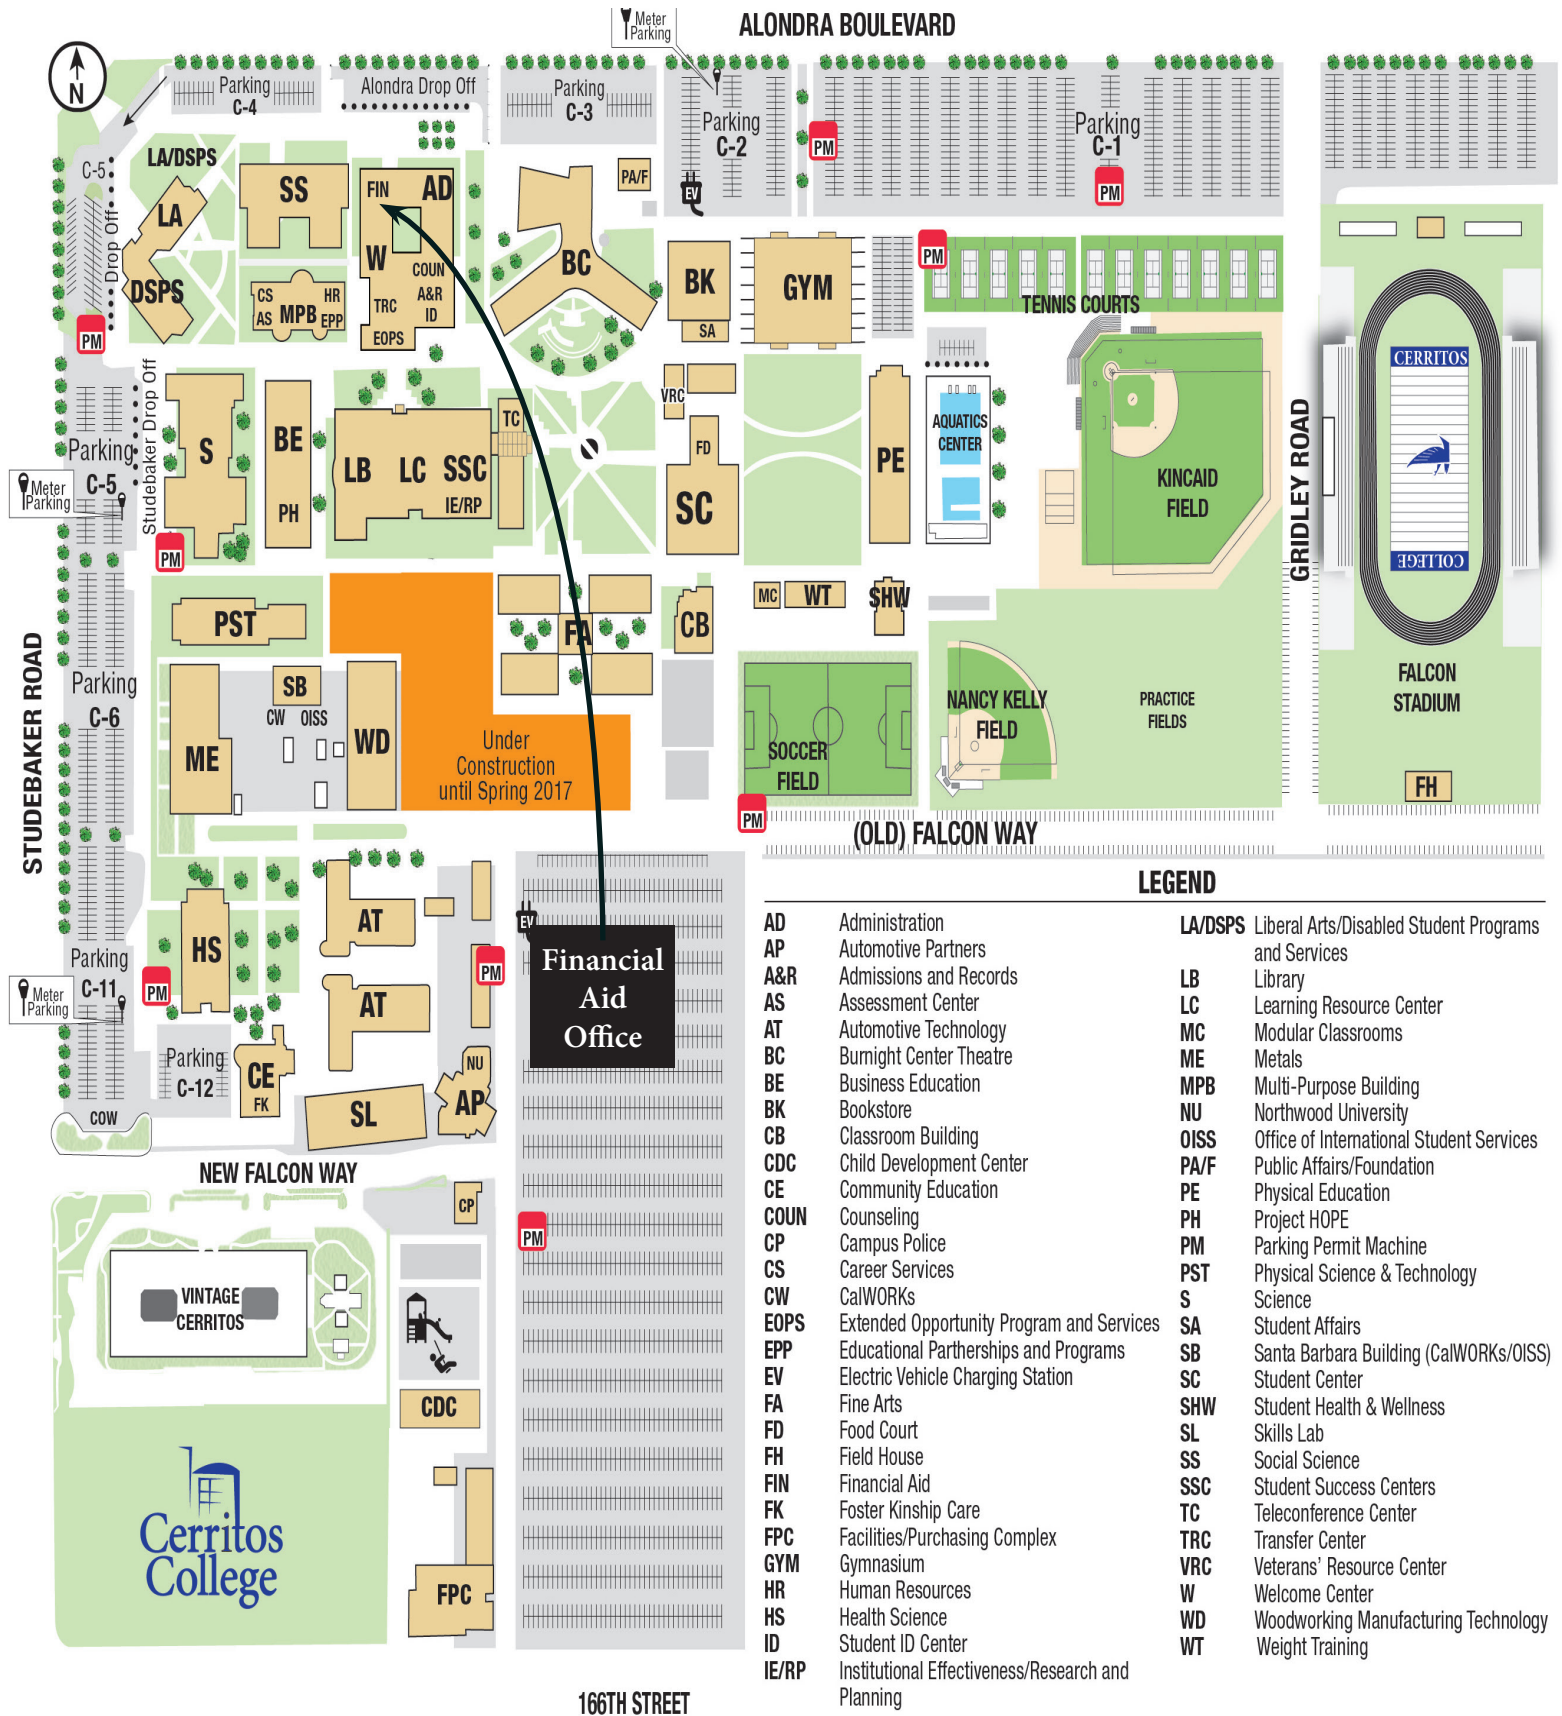 ALONDRA BOULEVARD
Meter
Parking
N
Parking
C-4
Alondra Drop Off
Parking
C-3
Parking
C-2
Parking
C-1
PM
PM
EV
C-5
Drop Off
LA/DSPS
LA
DSPS
SS
FIN
AD
W
COUN
A&R
ID
TRC
EOPS
CS
AS
MPB
HR
EPP
PA/F
BC
BK
SA
GYM
PM
TENNIS COURTS
PM
Studebaker Drop Off
Parking
C-5
Meter
Parking
S
BE
PH
LB
LC
SSC
IE/RP
TC
VRC
FD
SC
PE
AQUATICS
CENTER
KINCAID
FIELD
GRIDLEY ROAD
CERRITOS
COLLEGE
PM
PST
FA
CB
MC
WT
SHW
STUDEBAKER ROAD
Parking
C-6
SB
CW
OISS
ME
WD
Under
Construction
until Spring 2017
SOCCER
FIELD
NANCY KELLY
FIELD
PRACTICE
FIELDS
FALCON
STADIUM
FH
PM
(OLD) FALCON WAY
HS
AT
AT
PM
PM
EV
Financial
Aid
Office
Parking
C-11
Meter
Parking
Parking
C-12
CE
FK
SL
NU
AP
COW
NEW FALCON WAY
CP
PM
VINTAGE
CERRITOS
CDC
Cerritos
College
FPC
166TH STREET
LEGEND
AD Administration
AP Automotive Partners
A&R Admissions and Records
AS Assessment Center
AT Automotive Technology
BC Burnight Center Theatre
BE Business Education
BK Bookstore
CB Classroom Building
CDC Child Development Center
CE Community Education
COUN Counseling
CP Campus Police
CS Career Services
CW CalWORKs
EOPS Extended Opportunity Program and Services
EPP Educational Partherships and Programs
EV Electric Vehicle Charging Station
FA Fine Arts
FD Food Court
FH Field House
FIN Financial Aid
FK Foster Kinship Care
FPC Facilities/Purchasing Complex
GYM Gymnasium
HR Human Resources
HS Health Science
ID Student ID Center
IE/RP Institutional Effectiveness/Research and
Planning
LA/DSPS Liberal Arts/Disabled Student Programs
and Services
LB Library
LC Learning Resource Center
MC Modular Classrooms
ME Metals
MPB Multi-Purpose Building
NU Northwood University
OISS Office of International Student Services
PA/F Public Affairs/Foundation
PE Physical Education
PH Project HOPE
PM Parking Permit Machine
PST Physical Science & Technology
S Science
SA Student Affairs
SB Santa Barbara Building (CalWORKs/OISS)
SC Student Center
SHW Student Health & Wellness
SL Skills Lab
SS Social Science
SSC Student Success Centers
TC Teleconference Center
TRC Transfer Center
VRC Veterans' Resource Center
W Welcome Center
WD Woodworking Manufacturing Technology
WT Weight Training